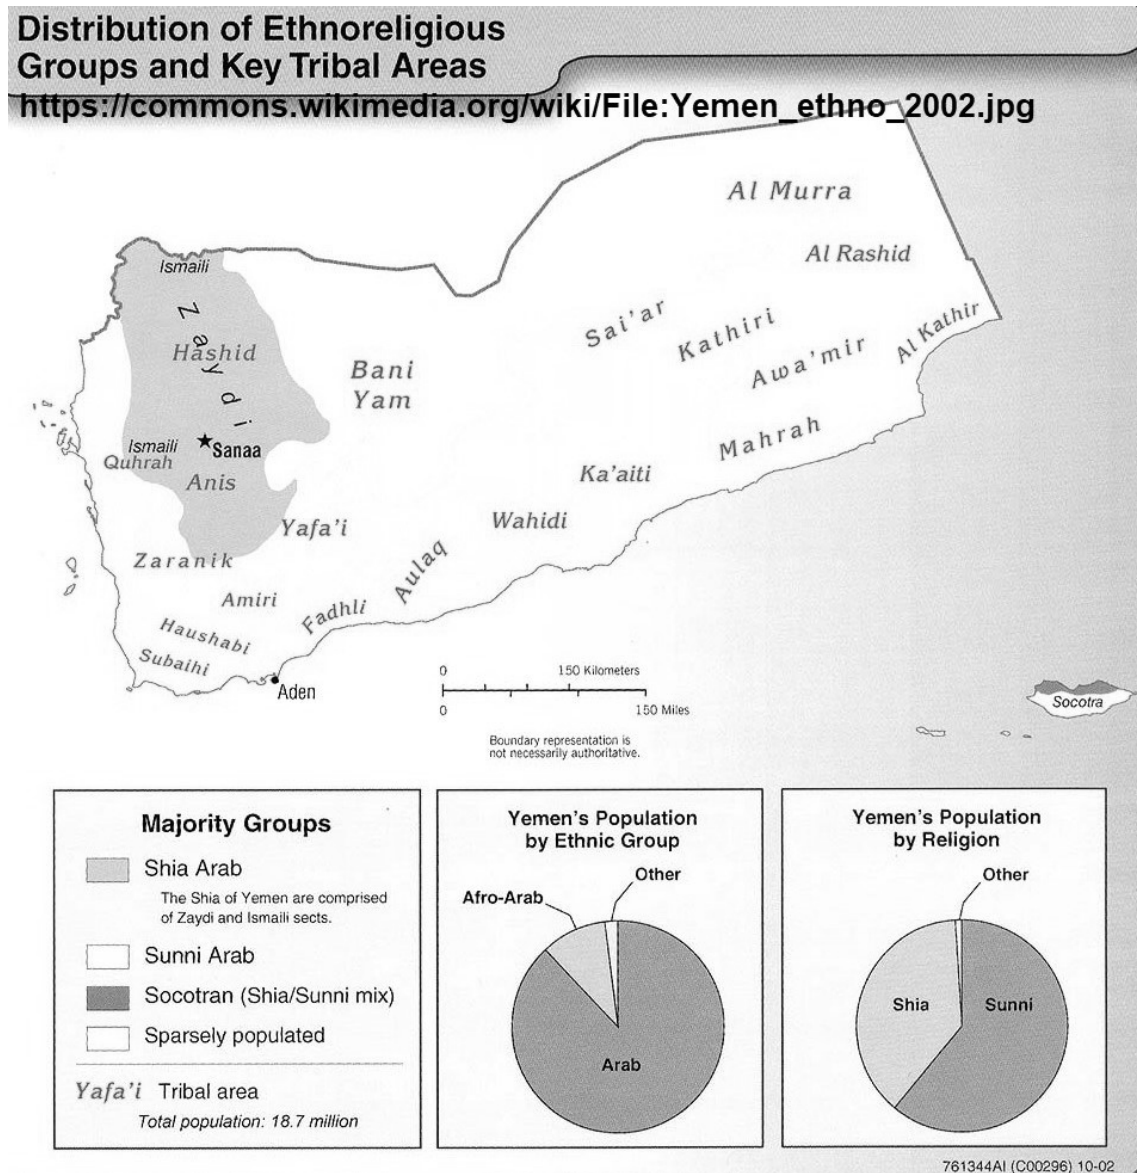 Distribution of Ethnoreligious
Groups and Key Tribal Areas
https://commons.wikimedia.org/wiki/File:Yemen_ethno_2002.jpg
Al Murra
Ismaili
Al Rashid
Zaydi
Sai'ar
Kathiri
Al Kathir
Hashid
Awa'mir
Bani
Yam
Mahrah
Ismaili
Sanaa
Quhrah
Anis
Ka'aiti
Yafa'i
Wahidi
Zaranik
Aulaq
Amiri
Fadhli
Haushabi
Subaihi
Aden
0 150 Kilometers
0 150 Miles
Boundary representation is
not necessarily authoritative.
Socotra
Majority Groups
Shia Arab
The Shia of Yemen are comprised
of Zaydi and Ismaili sects.
Sunni Arab
Socotran (Shia/Sunni mix)
Sparsely populated
Yafa'i Tribal area
Total population: 18.7 million
Yemen's Population
by Ethnic Group
Other
Afro-Arab
Arab
Yemen's Population
by Religion
Other
Shia
Sunni
761344AI (C00296) 10-02